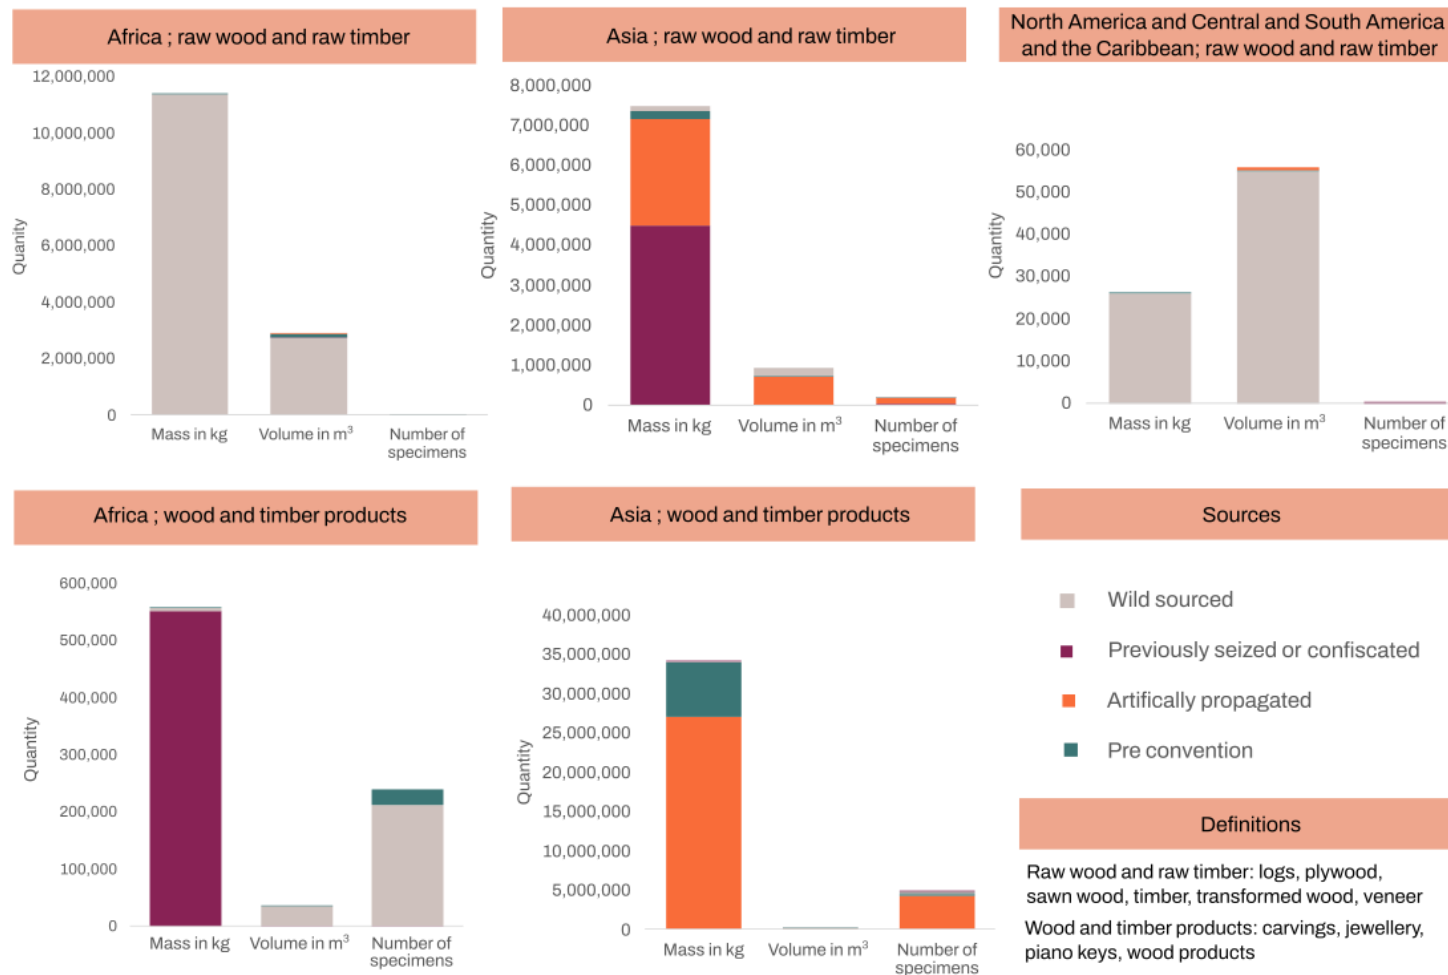 Africa ; raw wood and raw timber
12,000,000
10,000,000
8,000,000
6,000,000
4,000,000
2,000,000
0
Quanity
Mass in kg
Volume in m³
Number of
specimens
Asia ; raw wood and raw timber
8,000,000
7,000,000
6,000,000
5,000,000
4,000,000
3,000,000
2,000,000
1,000,000
0
Quantity
Mass in kg
Volume in m³
Number of
specimens
North America and Central and South America
and the Caribbean; raw wood and raw timber
60,000
50,000
40,000
30,000
20,000
10,000
0
Quantity
Mass in kg
Volume in m³
Number of
specimens
Africa ; wood and timber products
600,000
500,000
400,000
300,000
200,000
100,000
0
Quantity
Mass in kg
Volume in m³
Number of
specimens
Asia ; wood and timber products
40,000,000
35,000,000
30,000,000
25,000,000
20,000,000
15,000,000
10,000,000
5,000,000
0
Quantity
Mass in kg
Volume in m³
Number of
specimens
Sources
Wild sourced
Previously seized or confiscated
Artifically propagated
Pre convention
Definitions
Raw wood and raw timber: logs, plywood,
sawn wood, timber, transformed wood, veneer
Wood and timber products: carvings, jewellery,
piano keys, wood products